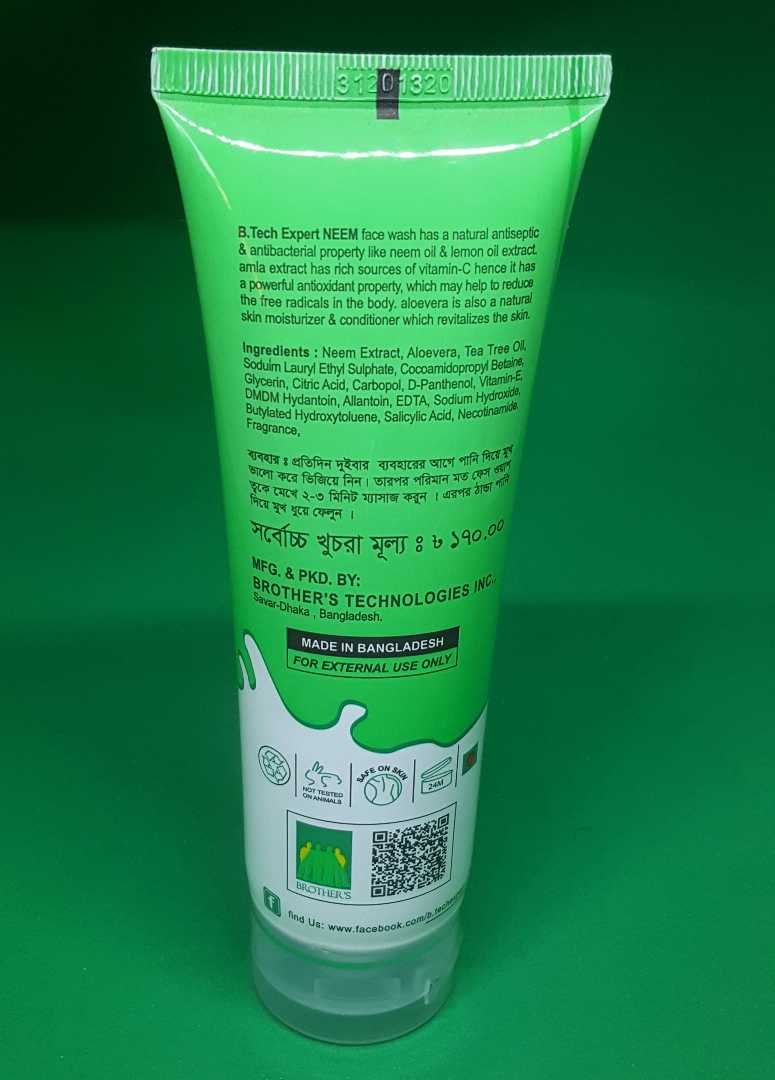 31201320
B.Tech Expert NEEM face wash has a natural antiseptic
& antibacterial property like neem oil & lemon oil extract.
amla extract has rich sources of vitamin-C hence it has
a powerful antioxidant property, which may help to reduce
the free radicals in the body. aloevera is also a natural
skin moisturizer & conditioner which revitalizes the skin.
Ingredients : Neem Extract, Aloevera, Tea Tree Oil,
Soduim Lauryl Ethyl Sulphate, Cocoamidopropyl Betaine,
Glycerin, Citric Acid, Carbopol, D-Panthenol, Vitamin-E,
DMDM Hydantoin, Allantoin, EDTA, Sodium Hydroxide,
Butylated Hydroxytoluene, Salicylic Acid, Necotinamide,
Fragrance,
ব্যবহার ঃ প্রতিদিন দুইবার ব্যবহারের আগে পানি দিয়ে মুখ
ভালো করে ভিজিয়ে নিন। তারপর পরিমান মত ফেস ওয়াশ
ত্বকে মেখে ২-৩ মিনিট ম্যাসাজ করুন । এরপর ঠান্ডা পানি
দিয়ে মুখ ধুয়ে ফেলুন ।
সর্বোচ্চ খুচরা মূল্য ঃ ৳ ১৭০.০০
MFG. & PKD. BY:
BROTHER'S TECHNOLOGIES INC.,
Savar-Dhaka , Bangladesh.
MADE IN BANGLADESH
FOR EXTERNAL USE ONLY
NOT TESTED
ON ANIMALS
SAFE ON SKIN
24M
BROTHER'S
f
find Us: www.facebook.com/b.techexp